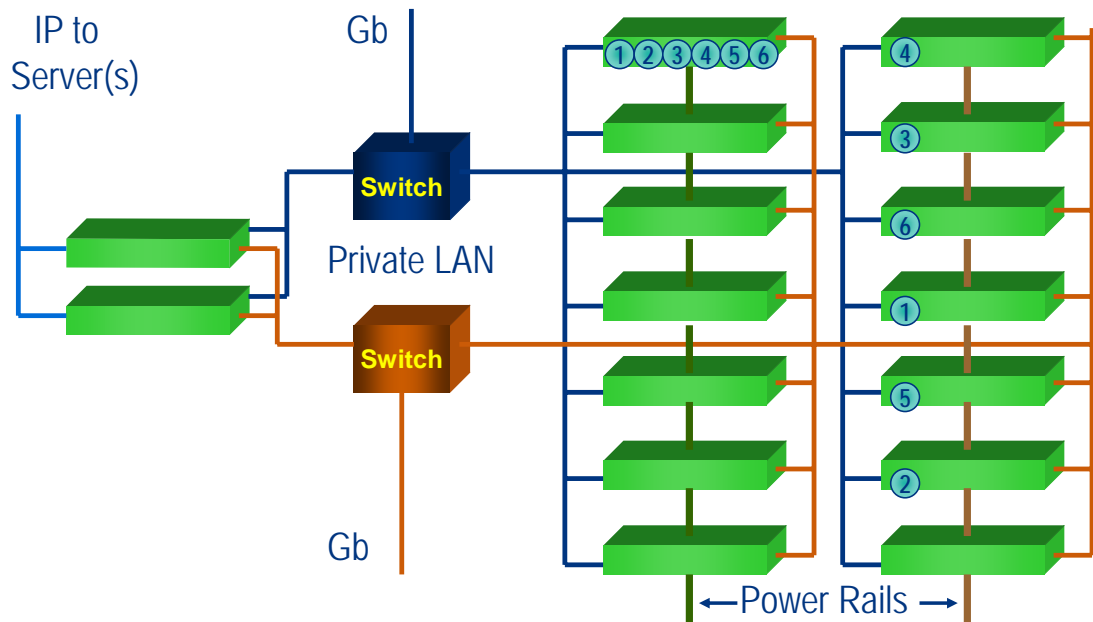 IP to
Server(s)
Gb
1 2 3 4 5 6
4
3
Switch
6
Private LAN
1
Switch
5
2
Gb
Power Rails